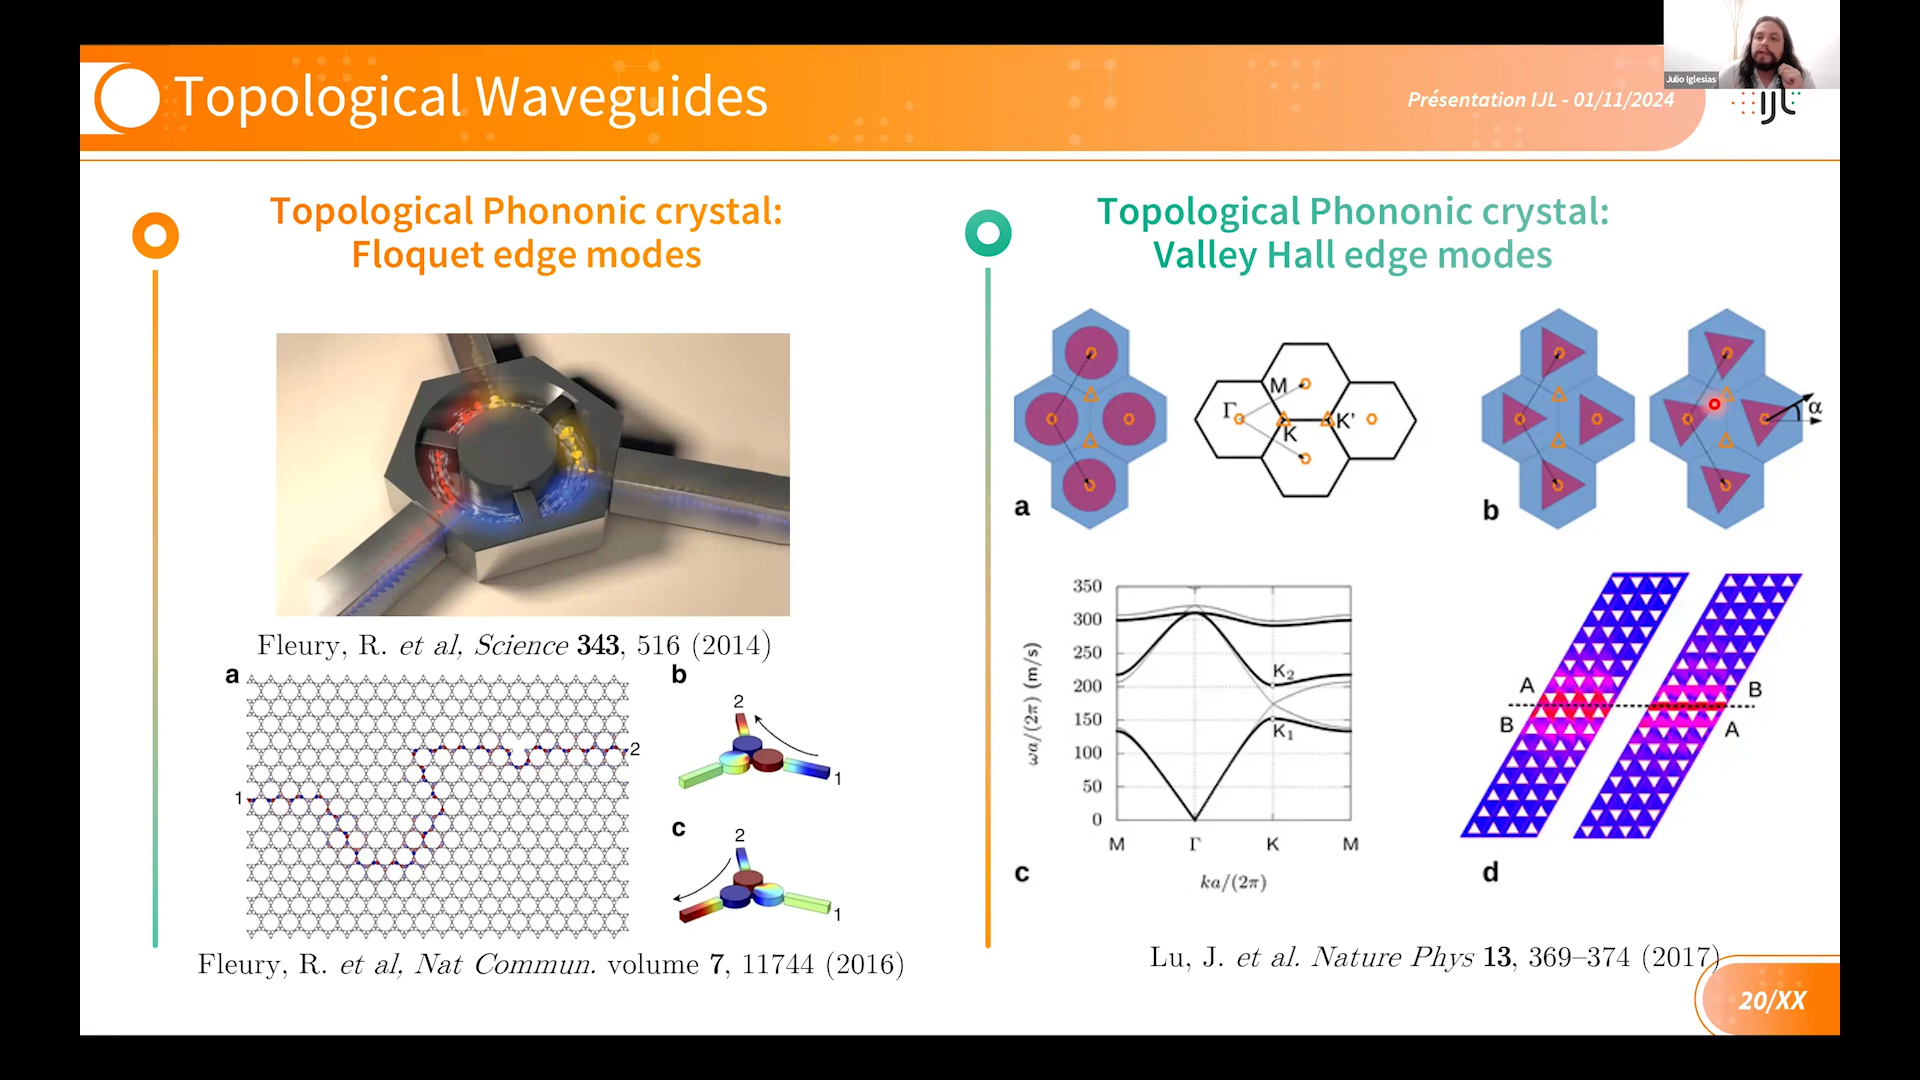 Julio Iglesias
Topological Waveguides
Présentation IJL - 01/11/2024
ijl
Topological Phononic crystal:
Floquet edge modes
Fleury, R. et al, Science 343, 516 (2014)
a
1
2
b
2
1
c
2
1
Fleury, R. et al, Nat Commun. volume 7, 11744 (2016)
Topological Phononic crystal:
Valley Hall edge modes
a
M
Γ
K
K'
b
α
350
300
250
200
150
100
50
0
ωa/(2π) (m/s)
K₂
K₁
M Γ K M
ka/(2π)
c
A
B
B
A
d
Lu, J. et al. Nature Phys 13, 369–374 (2017)
20/XX